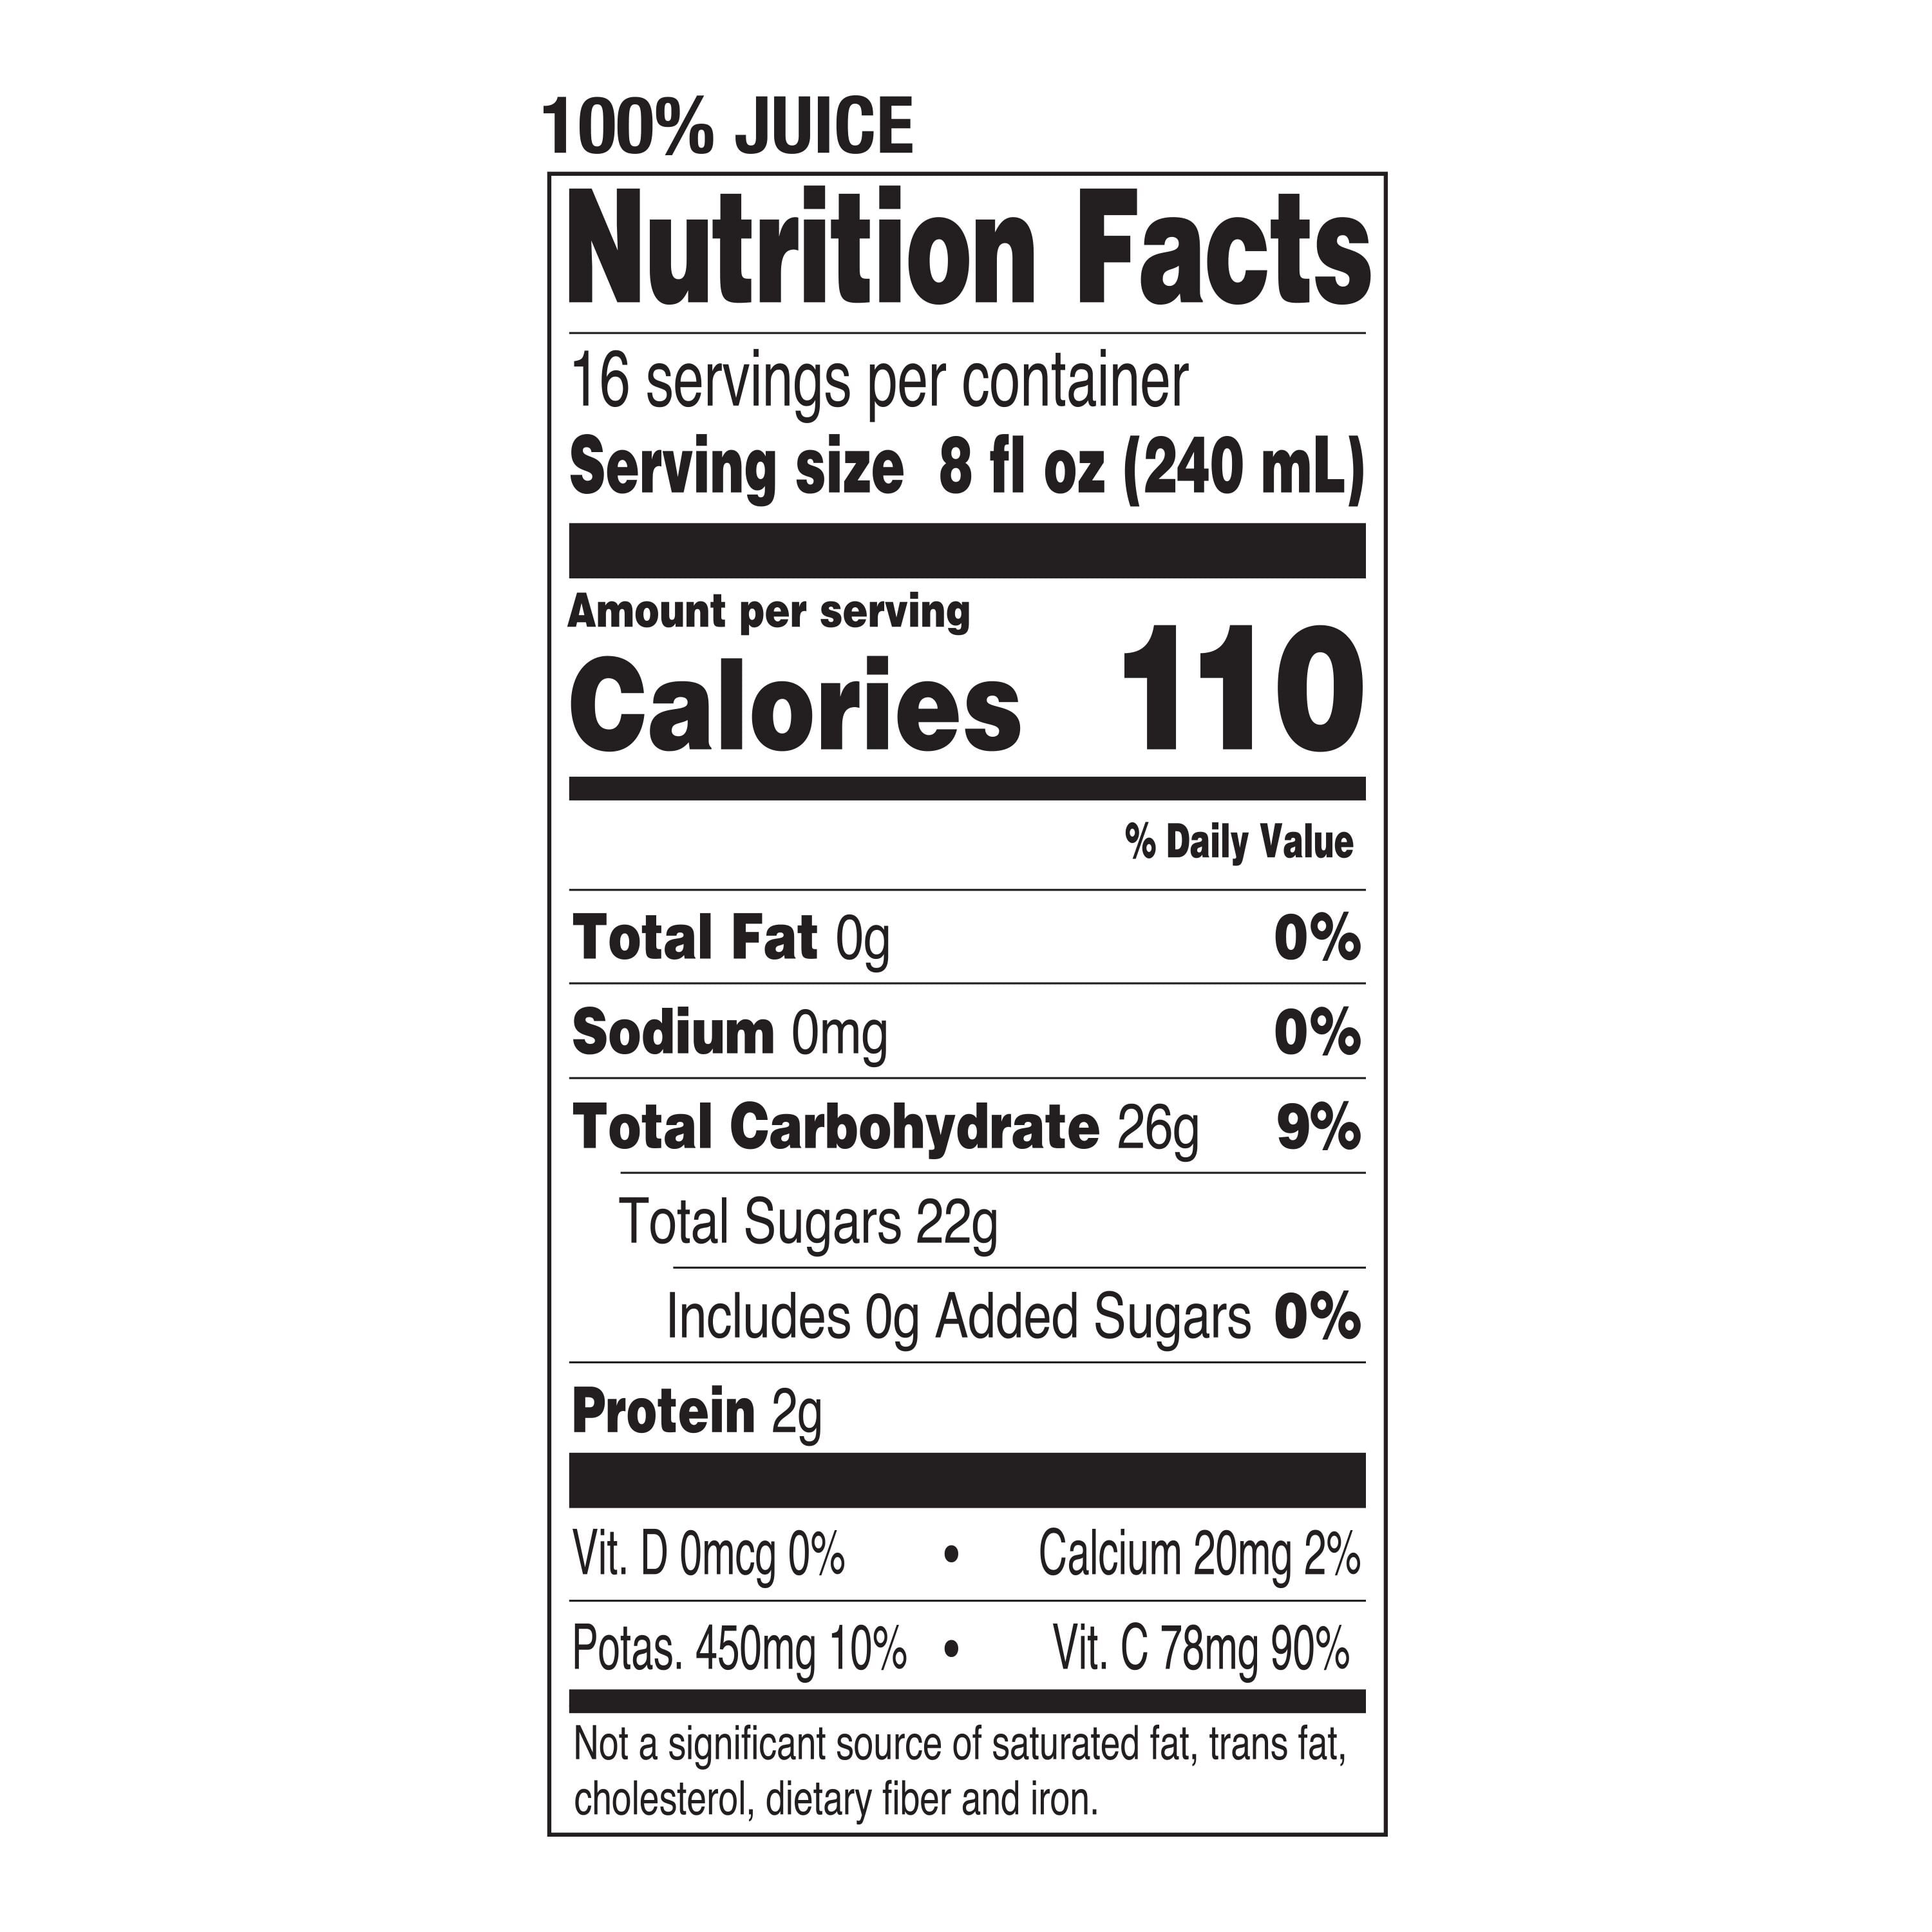 100% JUICE
Nutrition Facts
16 servings per container
Serving size 8 fl oz (240 mL)
Amount per serving
Calories 110
% Daily Value
Total Fat 0g 0%
Sodium 0mg 0%
Total Carbohydrate 26g 9%
Total Sugars 22g
Includes 0g Added Sugars 0%
Protein 2g
Vit. D 0mcg 0% • Calcium 20mg 2%
Potas. 450mg 10% • Vit. C 78mg 90%
Not a significant source of saturated fat, trans fat,
cholesterol, dietary fiber and iron.